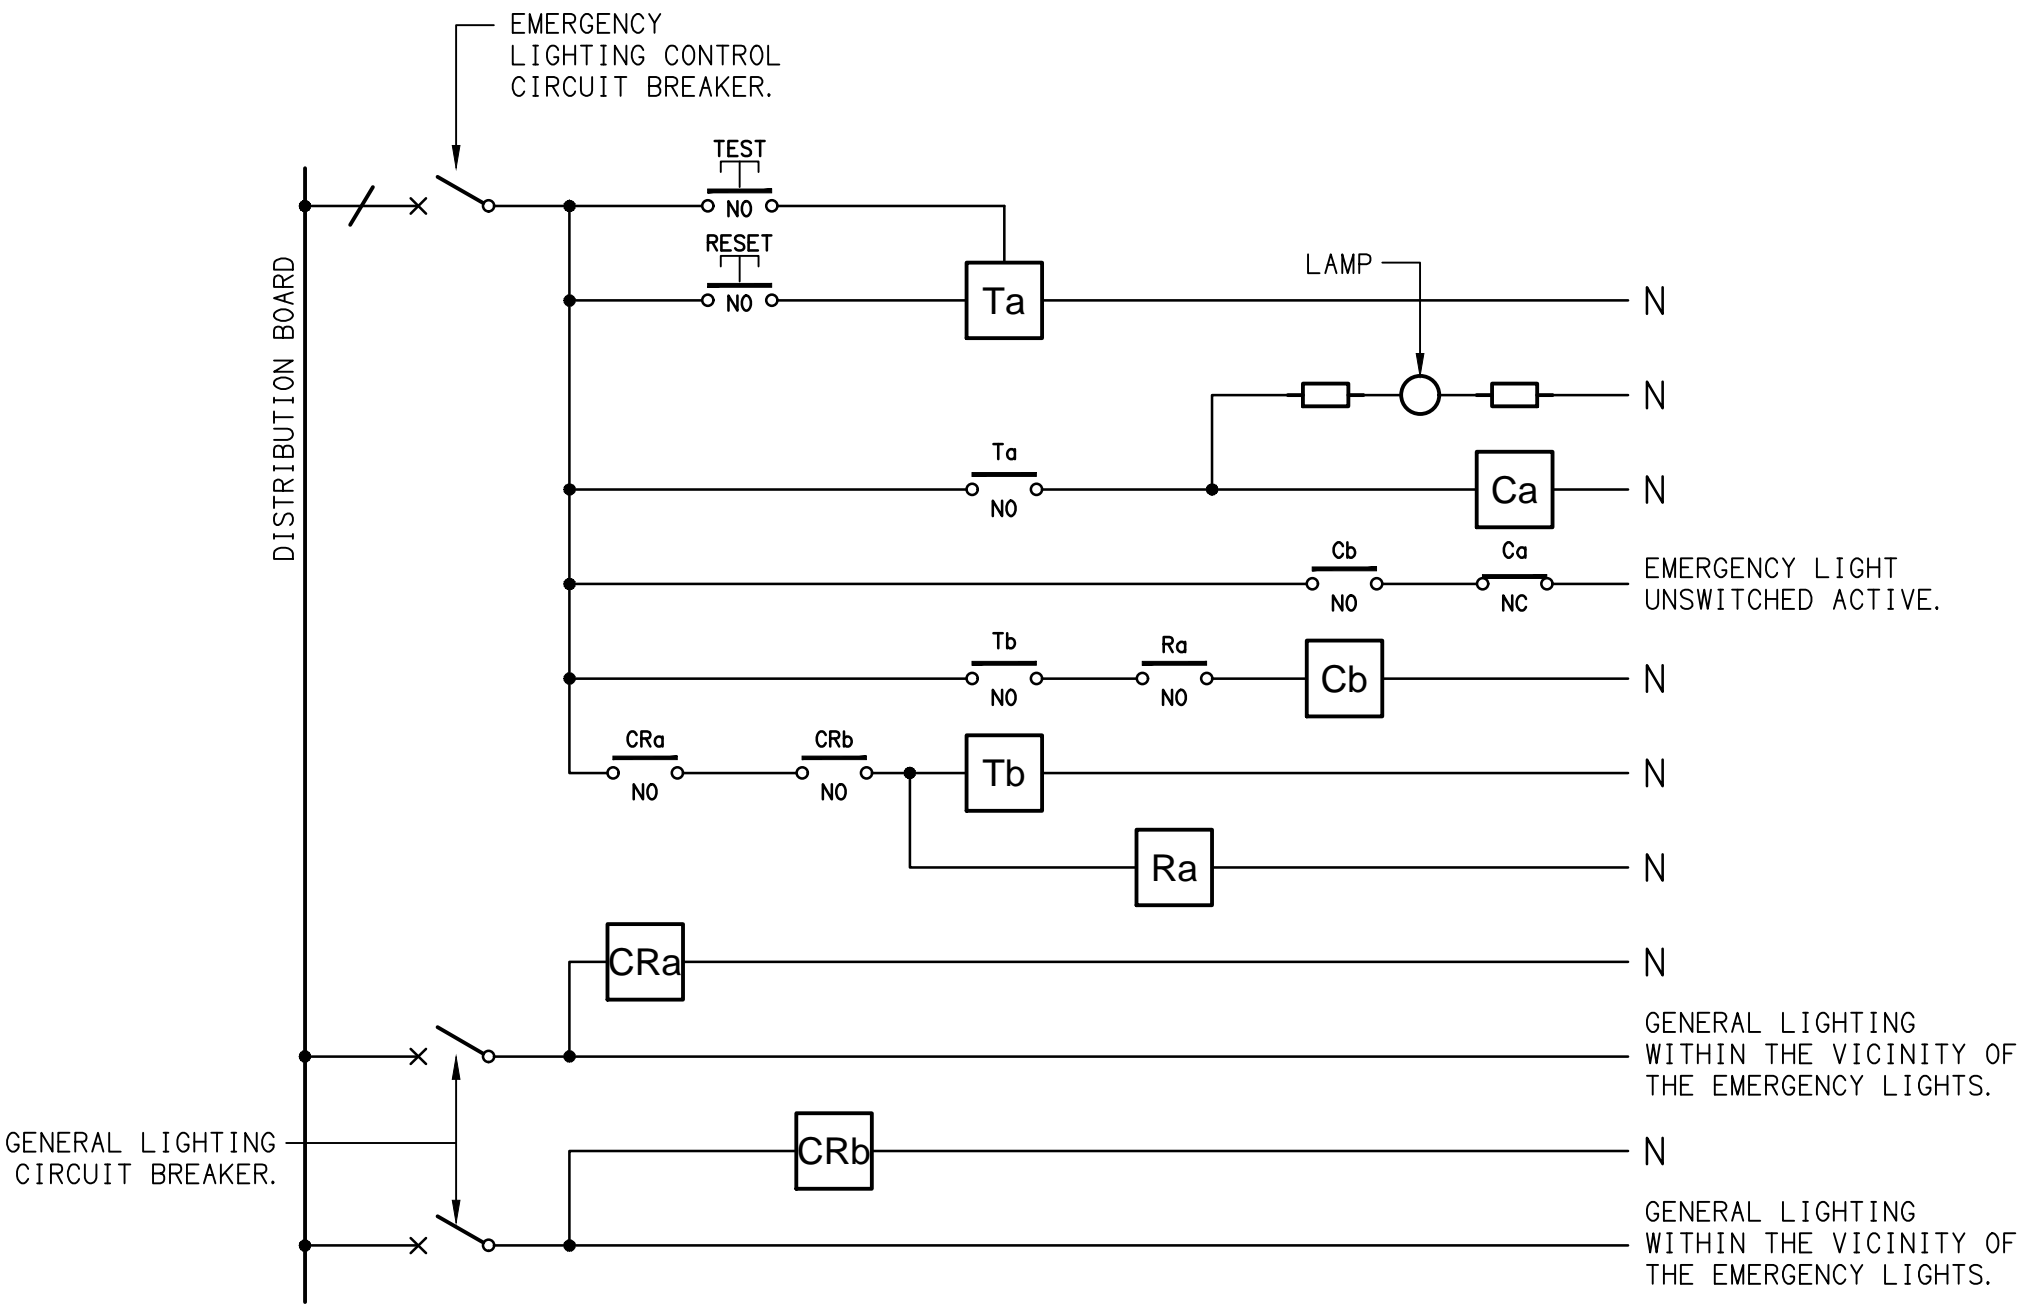 EMERGENCY
LIGHTING CONTROL
CIRCUIT BREAKER.
TEST
NO
RESET
NO
Ta
N
LAMP
N
DISTRIBUTION BOARD
Ta
NO
Ca
N
Cb
NO
Ca
NC
EMERGENCY LIGHT
UNSWITCHED ACTIVE.
Tb
NO
Ra
NO
Cb
N
CRa
NO
CRb
NO
Tb
N
Ra
N
CRa
N
GENERAL LIGHTING
WITHIN THE VICINITY OF
THE EMERGENCY LIGHTS.
GENERAL LIGHTING
CIRCUIT BREAKER.
CRb
N
GENERAL LIGHTING
WITHIN THE VICINITY OF
THE EMERGENCY LIGHTS.